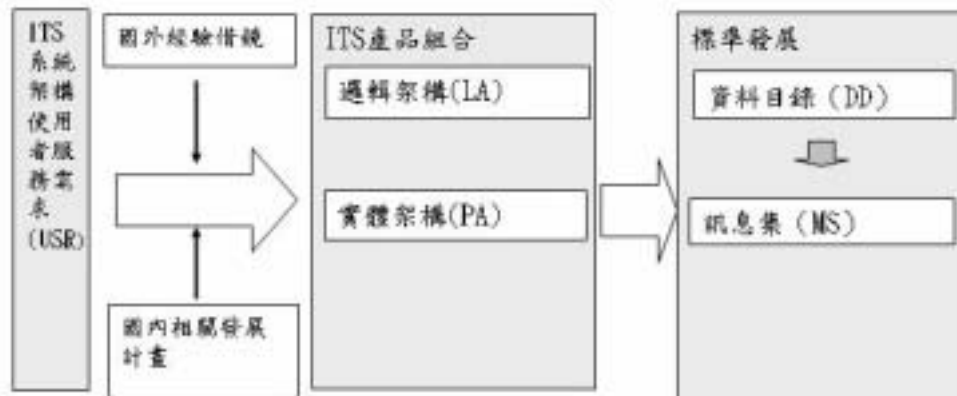 ITS
系統
架構
使用
者服
務需
求
(USR)
國外經驗借鏡
國內相關發展
計畫
ITS產品組合
邏輯架構(LA)
實體架構(PA)
標準發展
資料目錄 (DD)
訊息集 (MS)